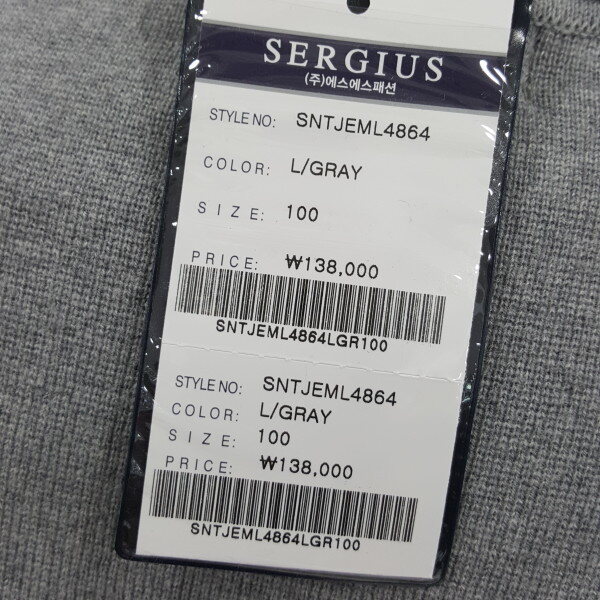 SERGIUS
(주)에스에스패션
STYLE NO: SNTJEML4864
COLOR: L/GRAY
SIZE: 100
PRICE: ₩138,000
SNTJEML4864LGR100
STYLE NO: SNTJEML4864
COLOR: L/GRAY
SIZE: 100
PRICE: ₩138,000
SNTJEML4864LGR100